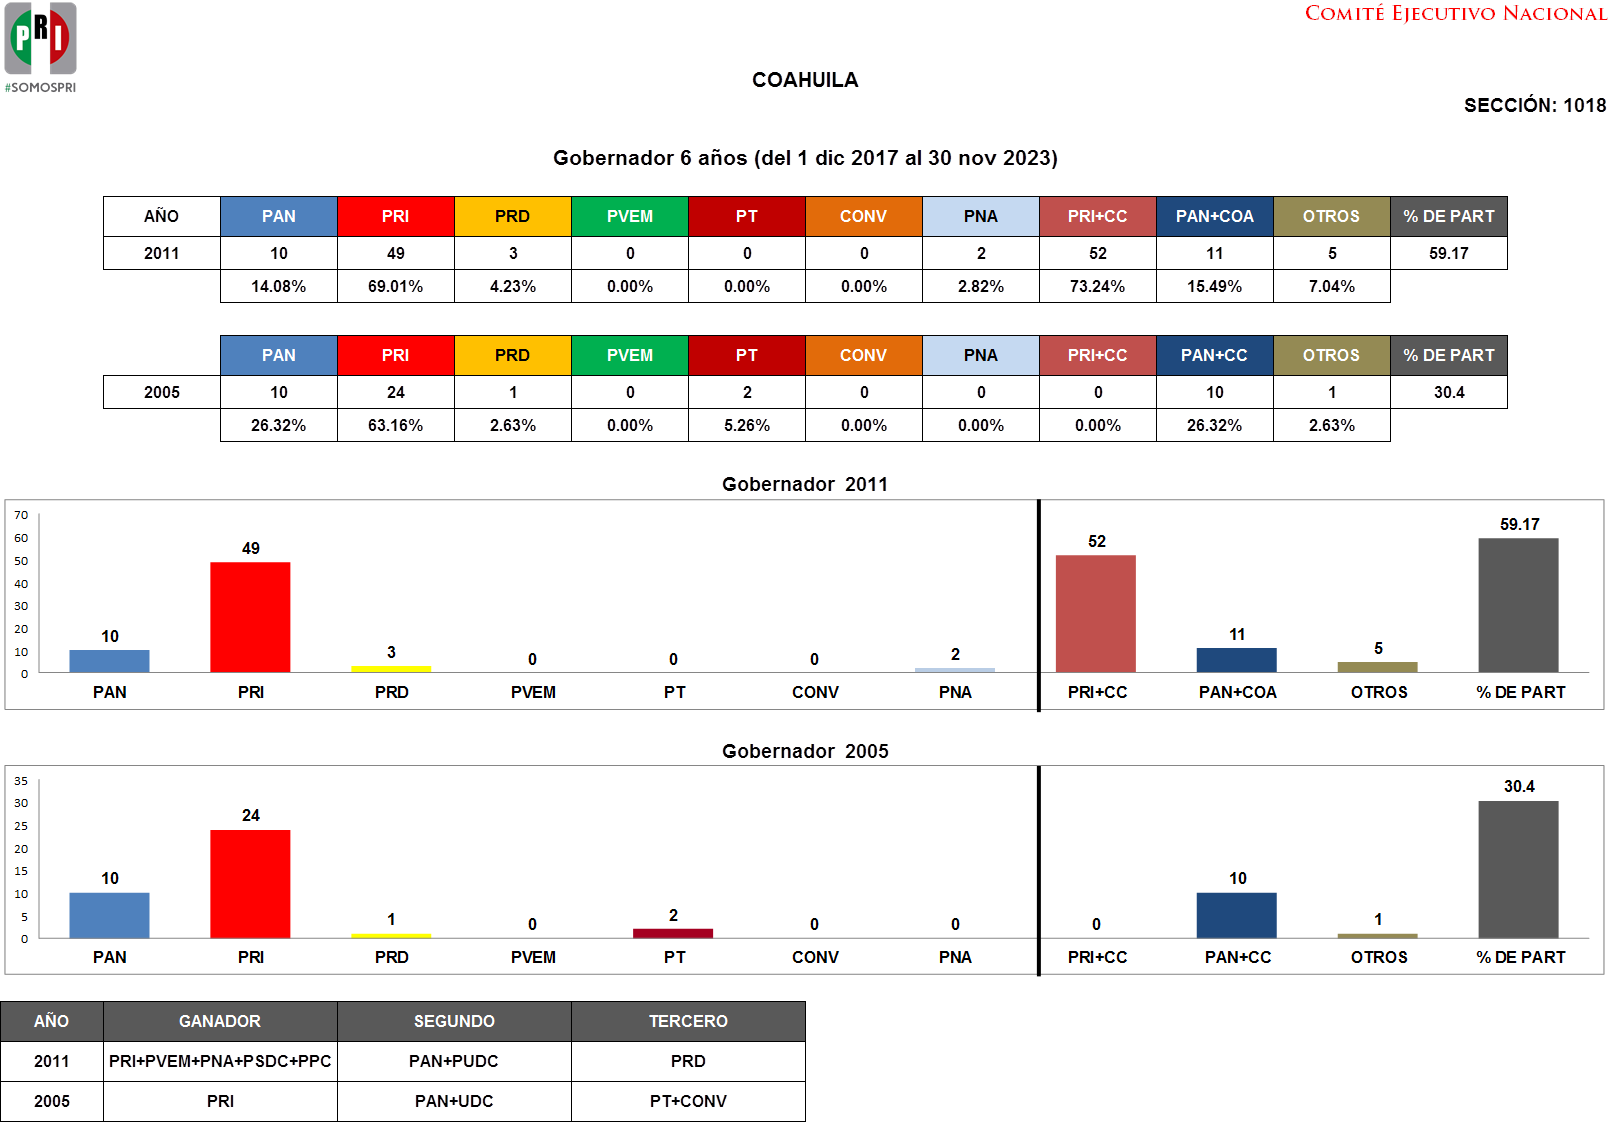 PRI
#SOMOSPRI
COMITÉ EJECUTIVO NACIONAL
COAHUILA
SECCIÓN: 1018
Gobernador 6 años (del 1 dic 2017 al 30 nov 2023)
AÑO PAN PRI PRD PVEM PT CONV PNA PRI+CC PAN+COA OTROS % DE PART
2011 10 49 3 0 0 0 2 52 11 5 59.17
14.08% 69.01% 4.23% 0.00% 0.00% 0.00% 2.82% 73.24% 15.49% 7.04%
PAN PRI PRD PVEM PT CONV PNA PRI+CC PAN+CC OTROS % DE PART
2005 10 24 1 0 2 0 0 0 10 1 30.4
26.32% 63.16% 2.63% 0.00% 5.26% 0.00% 0.00% 0.00% 26.32% 2.63%
Gobernador 2011
70
60
50
40
30
20
10
0
10 49 3 0 0 0 2 52 11 5 59.17
PAN PRI PRD PVEM PT CONV PNA PRI+CC PAN+COA OTROS % DE PART
Gobernador 2005
35
30
25
20
15
10
5
0
10 24 1 0 2 0 0 0 10 1 30.4
PAN PRI PRD PVEM PT CONV PNA PRI+CC PAN+CC OTROS % DE PART
AÑO GANADOR SEGUNDO TERCERO
2011 PRI+PVEM+PNA+PSDC+PPC PAN+PUDC PRD
2005 PRI PAN+UDC PT+CONV